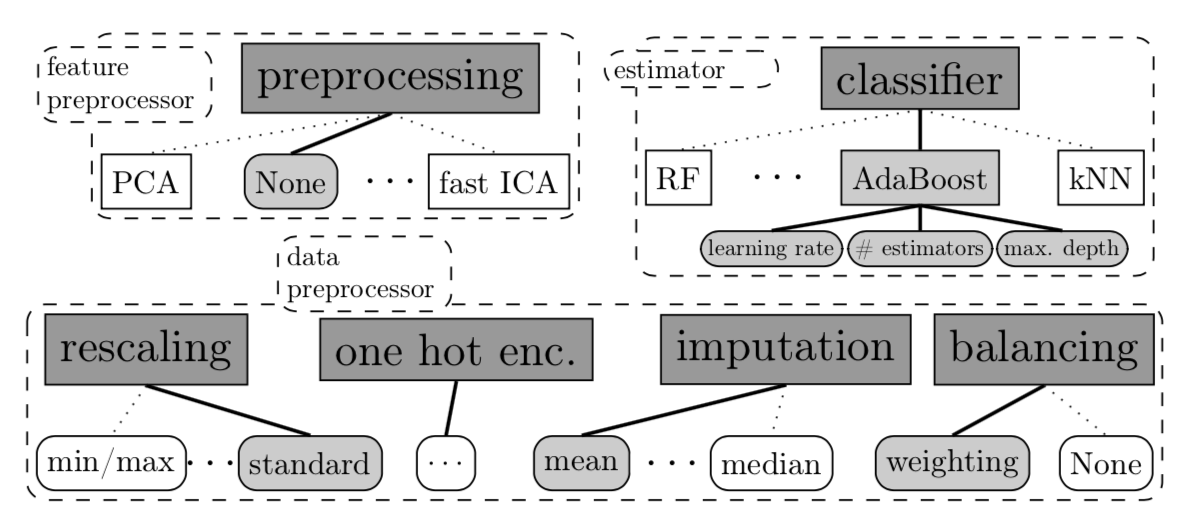 feature
preprocessor
preprocessing
PCA
None
· · ·
fast ICA
estimator
classifier
RF
· · ·
AdaBoost
kNN
learning rate
# estimators
max. depth
data
preprocessor
rescaling
one hot enc.
imputation
balancing
min/max
· · ·
standard
· · ·
mean
· · ·
median
weighting
None